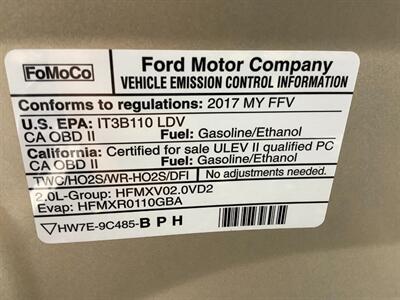 FoMoCo
Ford Motor Company
VEHICLE EMISSION CONTROL INFORMATION
Conforms to regulations: 2017 MY FFV
U.S. EPA: IT3B110 LDV
CA OBD II Fuel: Gasoline/Ethanol
California: Certified for sale ULEV II qualified PC
CA OBD II Fuel: Gasoline/Ethanol
TWC/HO2S/WR-HO2S/DFI No adjustments needed.
2.0L-Group: HFMXV02.0VD2
Evap: HFMXR0110GBA
HW7E-9C485-BPH